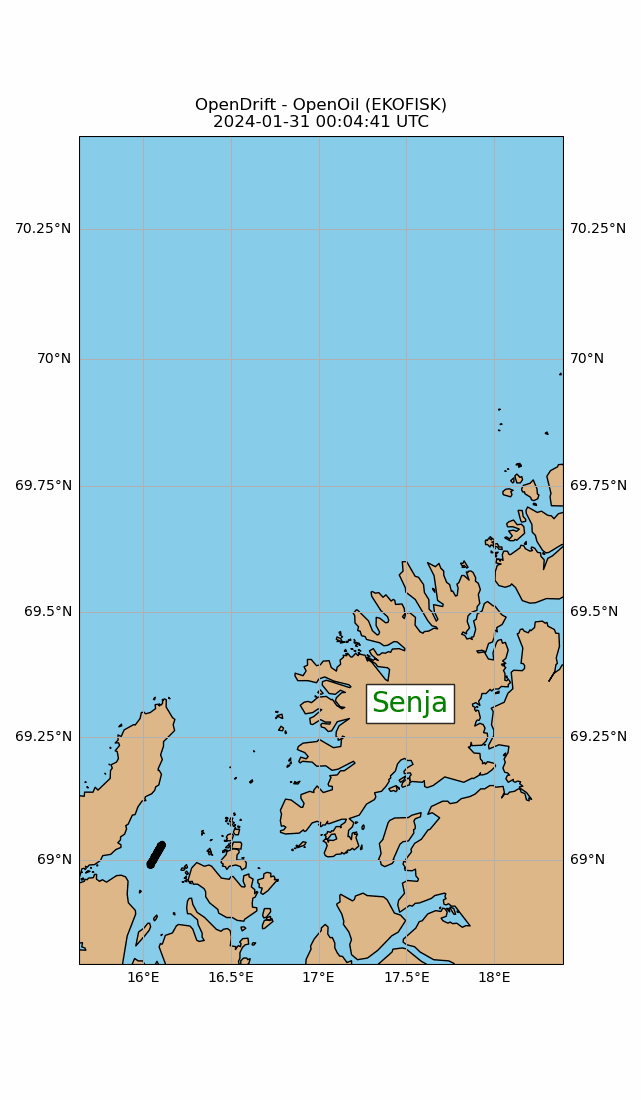 OpenDrift - OpenOil (EKOFISK)
2024-01-31 00:04:41 UTC
70.25°N 70.25°N
70°N 70°N
69.75°N 69.75°N
69.5°N 69.5°N
Senja
69.25°N 69.25°N
69°N 69°N
16°E 16.5°E 17°E 17.5°E 18°E